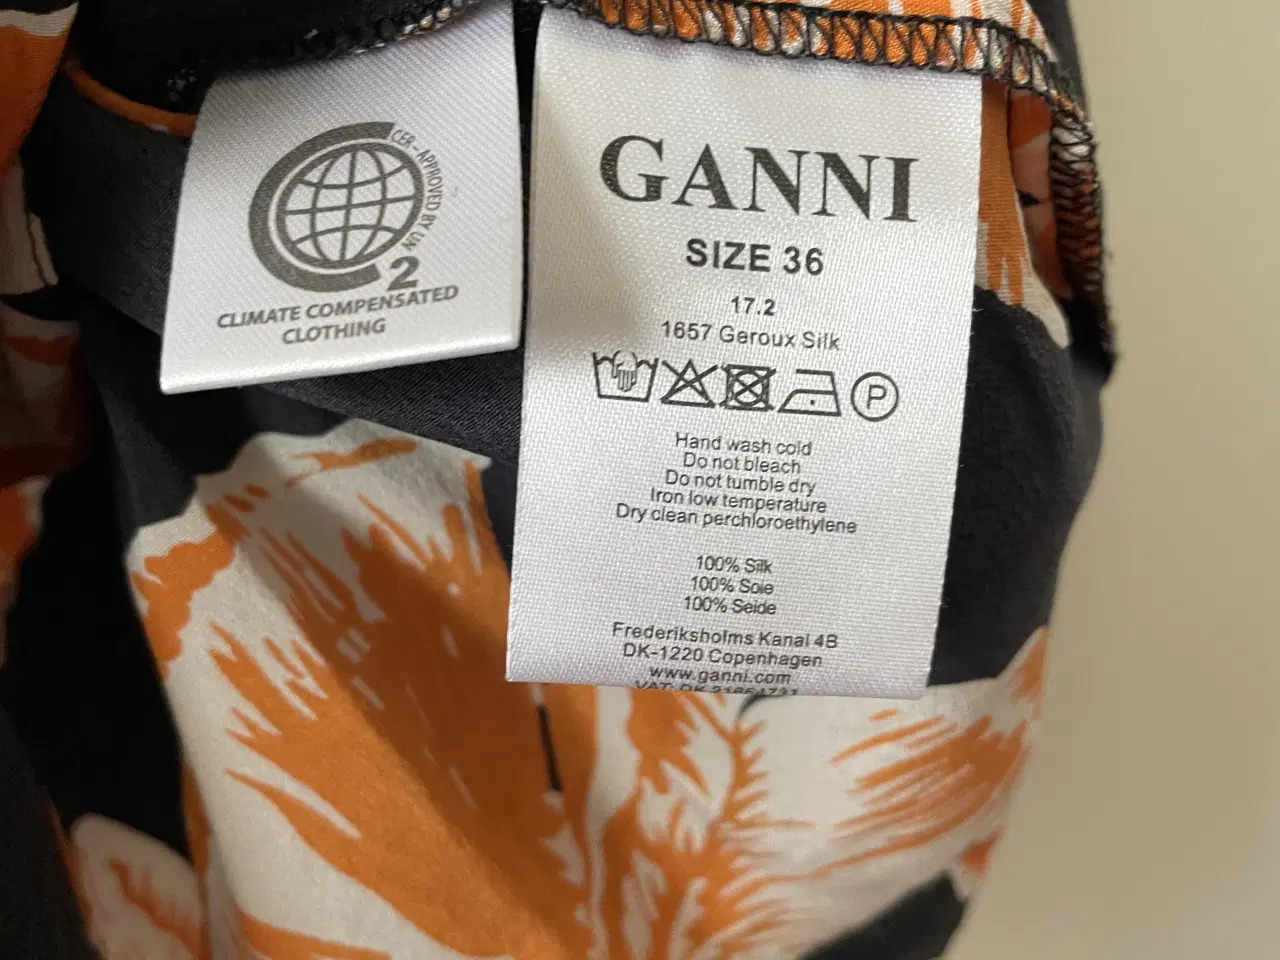 CER-APPROVED BY UN
2
CLIMATE COMPENSATED
CLOTHING
GANNI
SIZE 36
17.2
1657 Geroux Silk
P
Hand wash cold
Do not bleach
Do not tumble dry
Iron low temperature
Dry clean perchloroethylene
100% Silk
100% Soie
100% Seide
Frederiksholms Kanal 4B
DK-1220 Copenhagen
www.ganni.com
VAT: DK